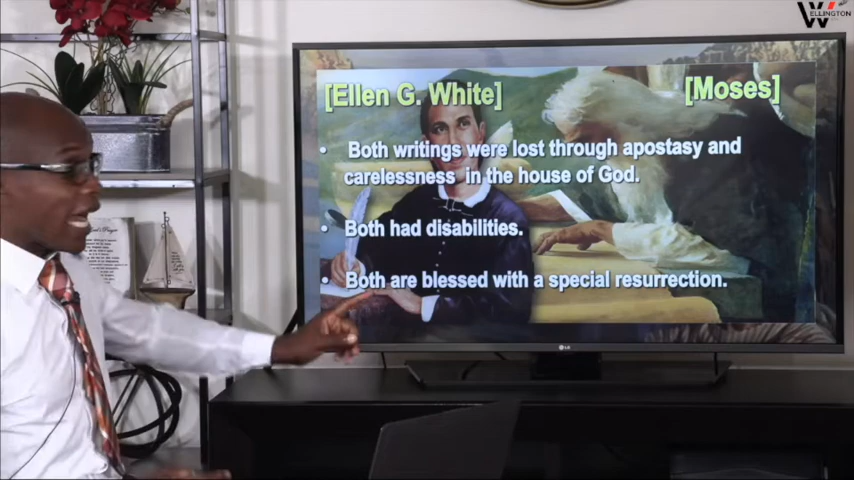 WELLINGTON
[Ellen G. White] [Moses]
• Both writings were lost through apostasy and
carelessness in the house of God.
• Both had disabilities.
• Both are blessed with a special resurrection.
LG